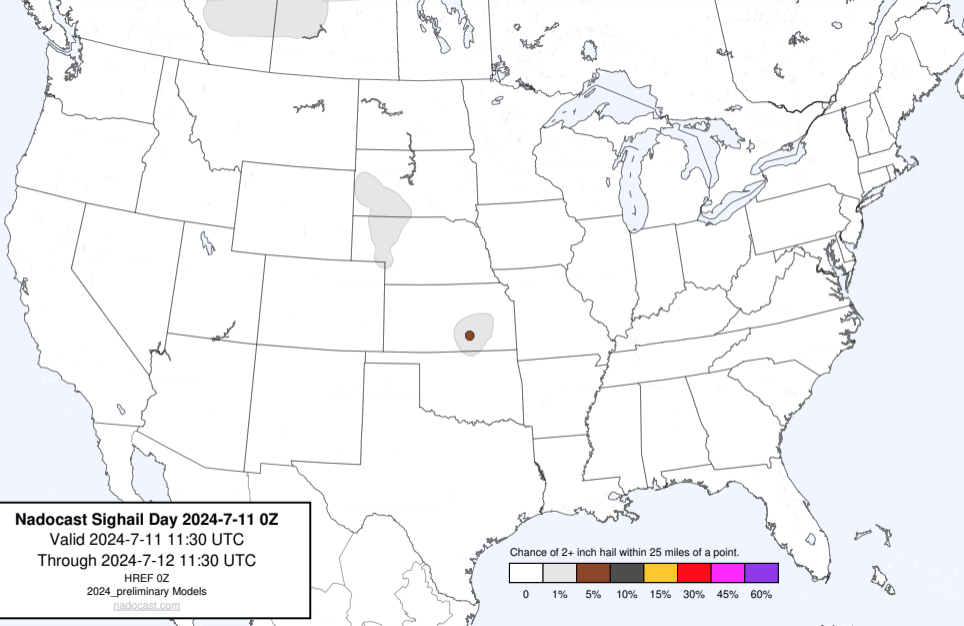 Nadocast Sighail Day 2024-7-11 0Z
Valid 2024-7-11 11:30 UTC
Through 2024-7-12 11:30 UTC
HREF 0Z
2024_preliminary Models
nadocast.com
Chance of 2+ inch hail within 25 miles of a point.
0 1% 5% 10% 15% 30% 45% 60%